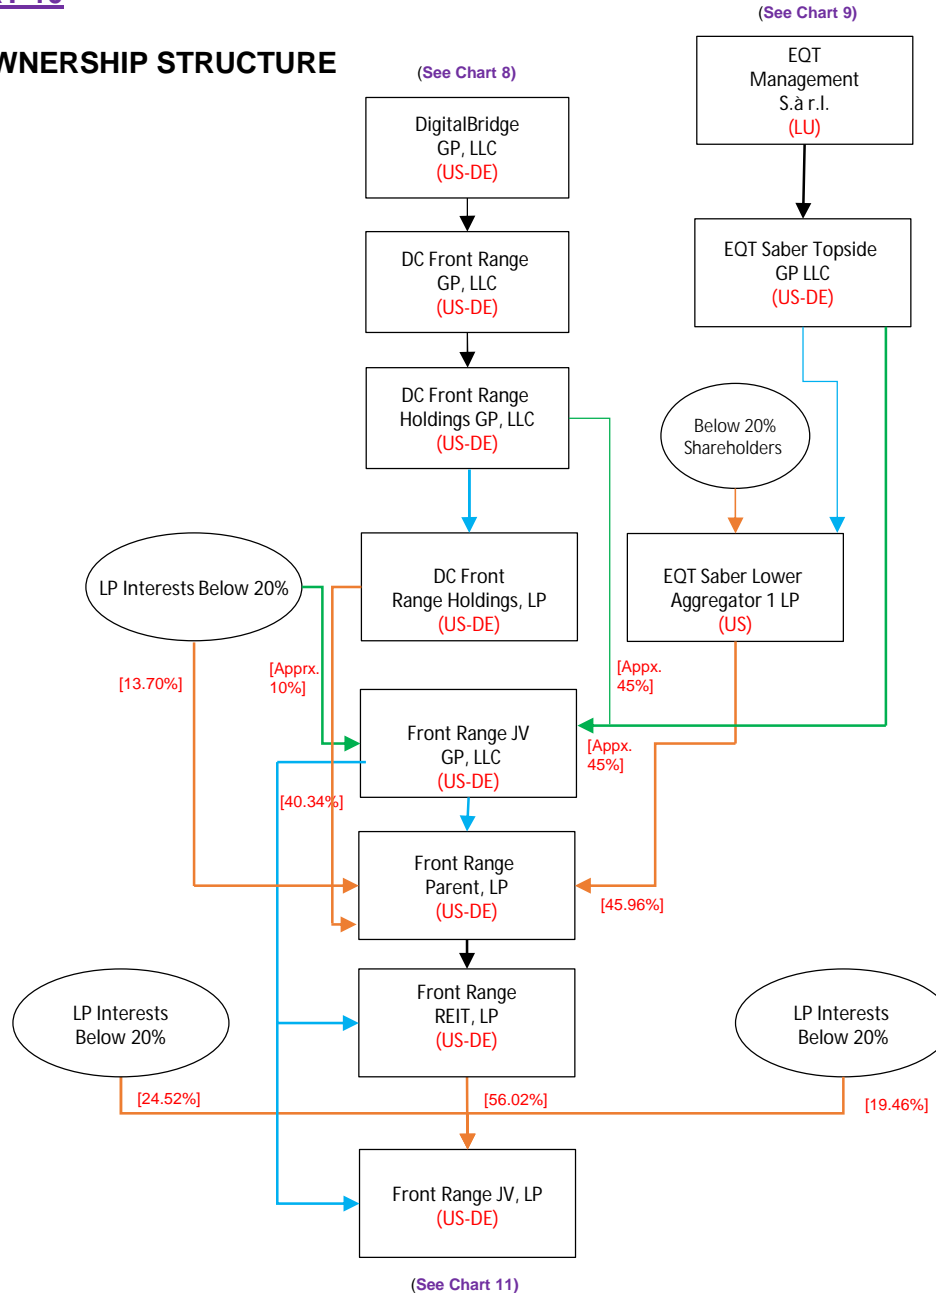 (See Chart 9)
WNERSHIP STRUCTURE
(See Chart 8)
EQT
Management
S.à r.l.
(LU)
DigitalBridge
GP, LLC
(US-DE)
DC Front Range
GP, LLC
(US-DE)
EQT Saber Topside
GP LLC
(US-DE)
DC Front Range
Holdings GP, LLC
(US-DE)
Below 20%
Shareholders
LP Interests Below 20%
DC Front
Range Holdings, LP
(US-DE)
EQT Saber Lower
Aggregator 1 LP
(US)
[13.70%]
[Apprx.
10%]
[Appx.
45%]
Front Range JV
GP, LLC
(US-DE)
[Appx.
45%]
[40.34%]
Front Range
Parent, LP
(US-DE)
[45.96%]
LP Interests
Below 20%
Front Range
REIT, LP
(US-DE)
LP Interests
Below 20%
[24.52%]
[56.02%]
[19.46%]
Front Range JV, LP
(US-DE)
(See Chart 11)